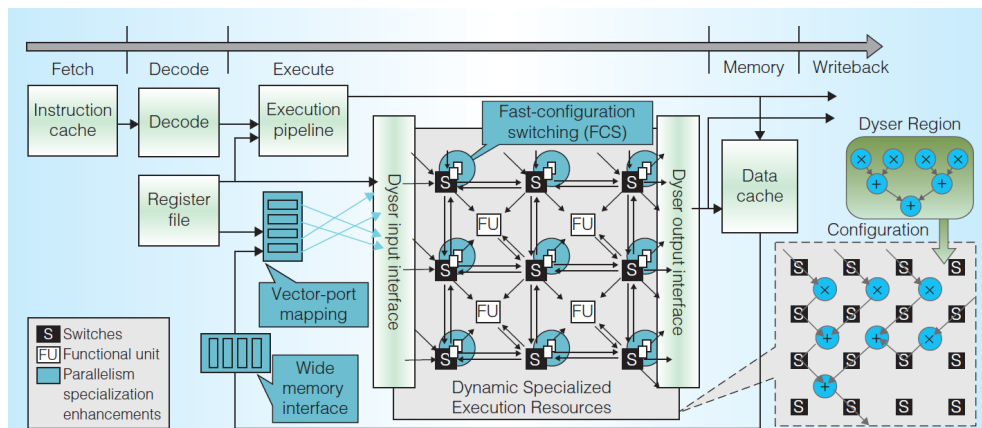 Fetch
Decode
Execute
Memory
Writeback
Instruction
cache
Decode
Execution
pipeline
Fast-configuration
switching (FCS)
Dyser Region
× × × ×
+ +
+
Register
file
Dyser input interface
S S S
FU FU
S S S
FU FU
S S S
Dyser output interface
Data
cache
Configuration
S S S S
× × ×
S S S S
+ + ×
S S S S
+
S S S S
Vector-port
mapping
Wide
memory
interface
Dynamic Specialized
Execution Resources
S Switches
FU Functional unit
Parallelism
specialization
enhancements